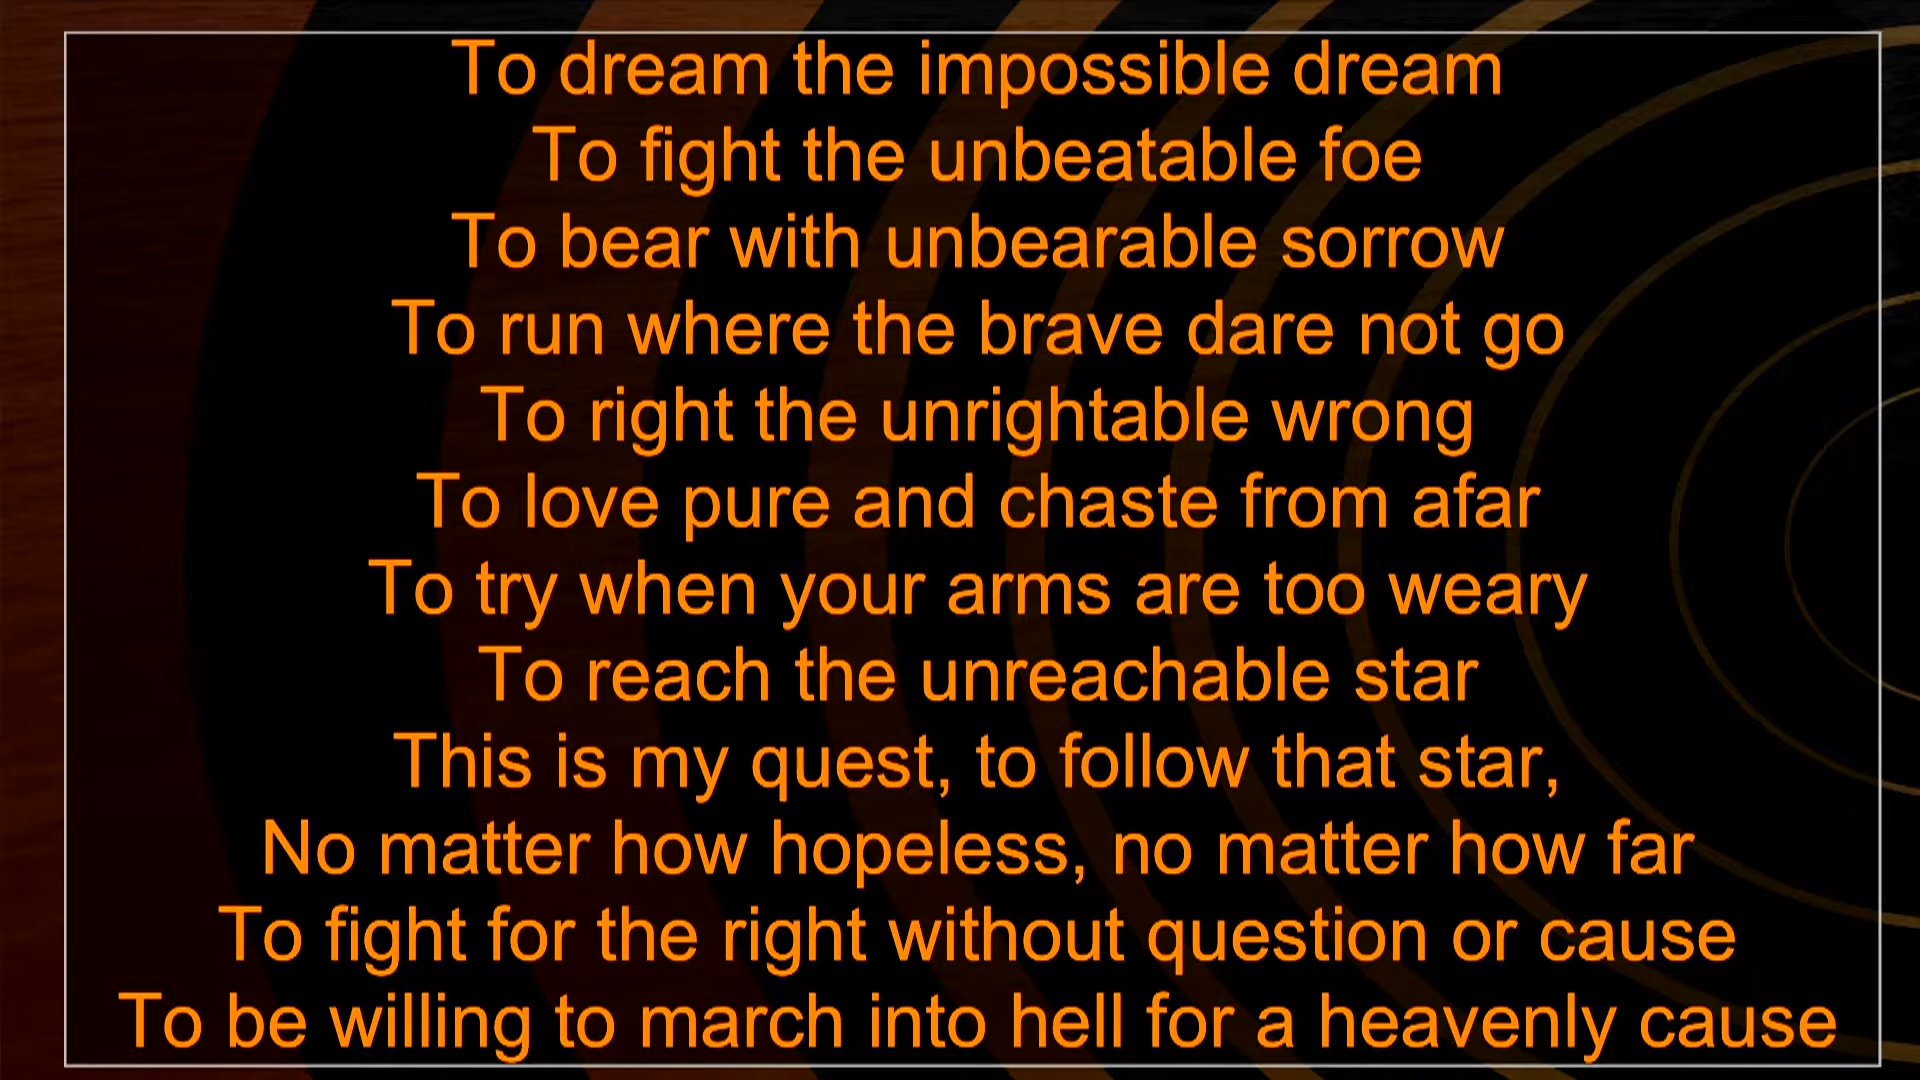 To dream the impossible dream
To fight the unbeatable foe
To bear with unbearable sorrow
To run where the brave dare not go
To right the unrightable wrong
To love pure and chaste from afar
To try when your arms are too weary
To reach the unreachable star
This is my quest, to follow that star,
No matter how hopeless, no matter how far
To fight for the right without question or cause
To be willing to march into hell for a heavenly cause